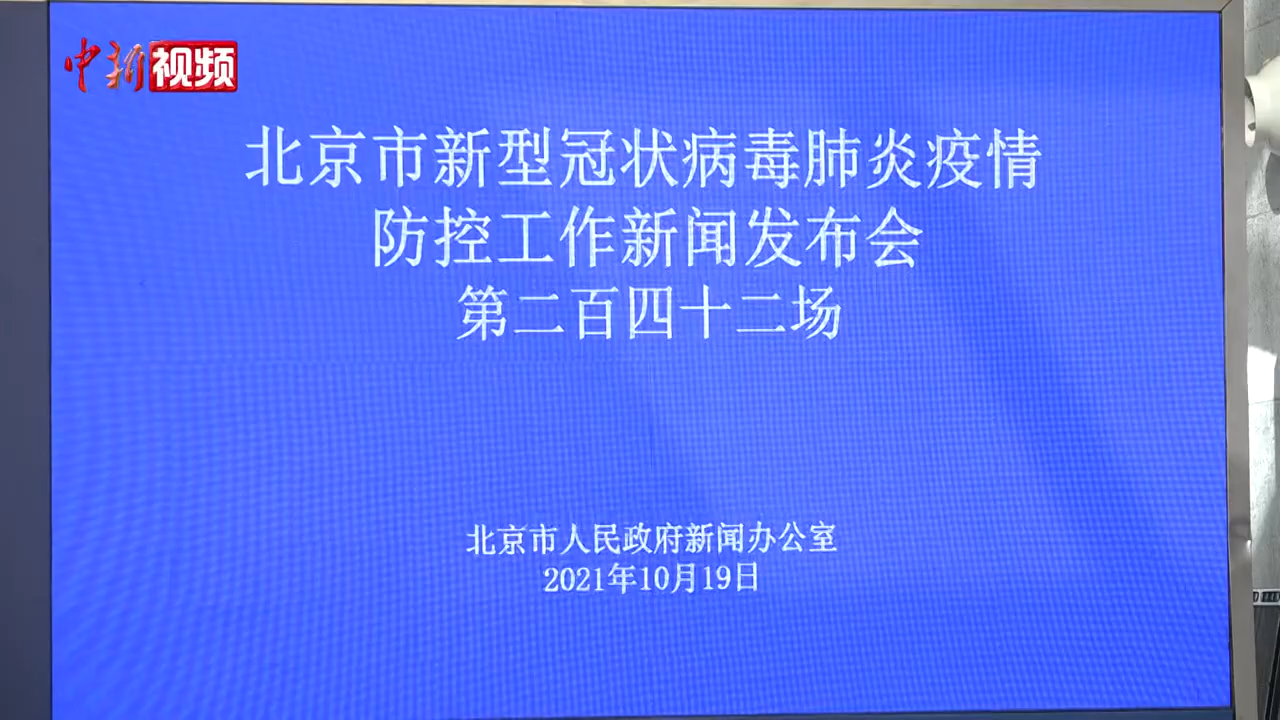 中新视频
北京市新型冠状病毒肺炎疫情
防控工作新闻发布会
第二百四十二场
北京市人民政府新闻办公室
2021年10月19日